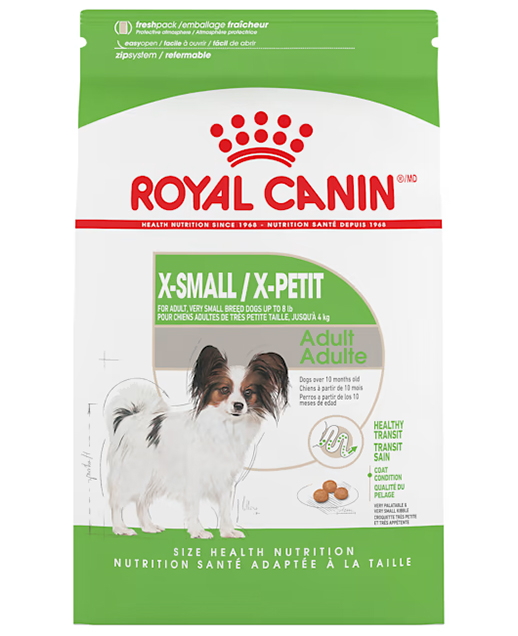 freshpack/emballage fraîcheur
Protective atmosphere / Atmosphère protectrice
easyopen / facile à ouvrir / fácil de abrir
zipsystem / refermable
ROYAL CANIN®/MD
HEALTH NUTRITION SINCE 1968 - NUTRITION SANTÉ DEPUIS 1968
X-SMALL / X-PETIT
FOR ADULT, VERY SMALL BREED DOGS UP TO 8 lb
POUR CHIENS ADULTES DE TRÈS PETITE TAILLE, JUSQU'À 4 kg
Adult
Adulte
Dogs over 10 months old
Chiens à partir de 10 mois
Perros a partir de los 10
meses de edad
HEALTHY
TRANSIT
TRANSIT
SAIN
COAT
CONDITION
QUALITÉ DU
PELAGE
VERY PALATABLE &
VERY SMALL KIBBLE
CROQUETTE TRÈS PETITE
ET TRÈS APPÉTENTE
SIZE HEALTH NUTRITION
NUTRITION SANTÉ ADAPTÉE À LA TAILLE